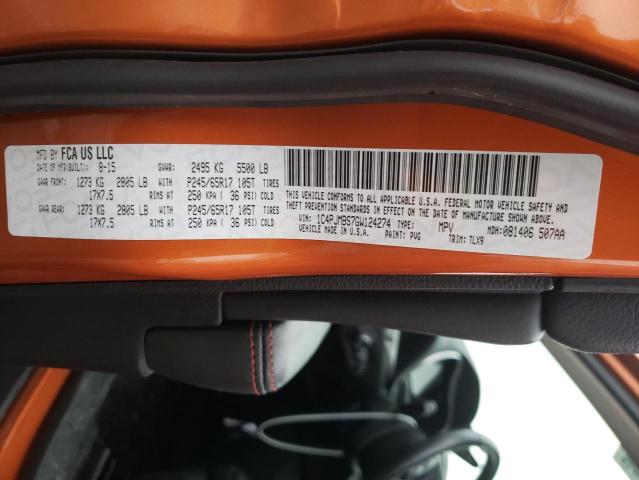 MFD BY FCA US LLC
DATE OF MFR(BUILT): 8-15 GVWR: 2495 KG 5500 LB
GAWR FRONT: 1273 KG 2805 LB WITH P245/65R17 105T TIRES
17X7.5 RIMS AT 250 KPA ( 36 PSI) COLD
GAWR REAR: 1273 KG 2805 LB WITH P245/65R17 105T TIRES
17X7.5 RIMS AT 250 KPA ( 36 PSI) COLD
THIS VEHICLE CONFORMS TO ALL APPLICABLE U.S.A. FEDERAL MOTOR VEHICLE SAFETY AND
THEFT PREVENTION STANDARDS IN EFFECT ON THE DATE OF MANUFACTURE SHOWN ABOVE.
VIN: 1C4PJMBS7GW124274 TYPE: MPV MDH: 081406 507AA
VEHICLE MADE IN U.S.A. PAINT: PVG TRIM: TLX9